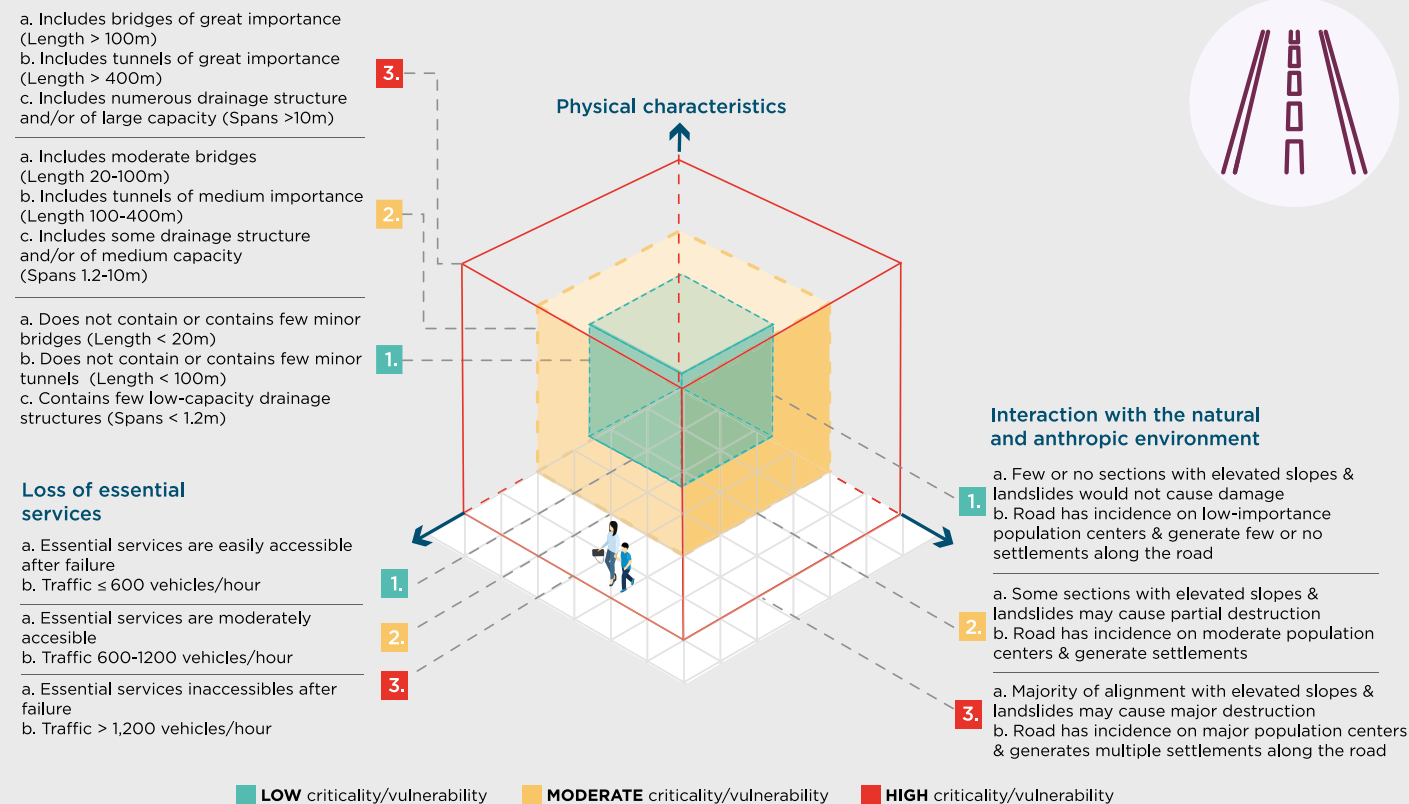 a. Includes bridges of great importance
(Length > 100m)
b. Includes tunnels of great importance
(Length > 400m)
c. Includes numerous drainage structure
and/or of large capacity (Spans >10m)
3.
a. Includes moderate bridges
(Length 20-100m)
b. Includes tunnels of medium importance
(Length 100-400m)
c. Includes some drainage structure
and/or of medium capacity
(Spans 1.2-10m)
2.
a. Does not contain or contains few minor
bridges (Length < 20m)
b. Does not contain or contains few minor
tunnels (Length < 100m)
c. Contains few low-capacity drainage
structures (Spans < 1.2m)
1.
Physical characteristics
Loss of essential
services
a. Essential services are easily accessible
after failure
b. Traffic ≤ 600 vehicles/hour
1.
a. Essential services are moderately
accesible
b. Traffic 600-1200 vehicles/hour
2.
a. Essential services inaccessibles after
failure
b. Traffic > 1,200 vehicles/hour
3.
Interaction with the natural
and anthropic environment
1.
a. Few or no sections with elevated slopes &
landslides would not cause damage
b. Road has incidence on low-importance
population centers & generate few or no
settlements along the road
2.
a. Some sections with elevated slopes &
landslides may cause partial destruction
b. Road has incidence on moderate population
centers & generate settlements
3.
a. Majority of alignment with elevated slopes &
landslides may cause major destruction
b. Road has incidence on major population centers
& generates multiple settlements along the road
LOW criticality/vulnerability
MODERATE criticality/vulnerability
HIGH criticality/vulnerability